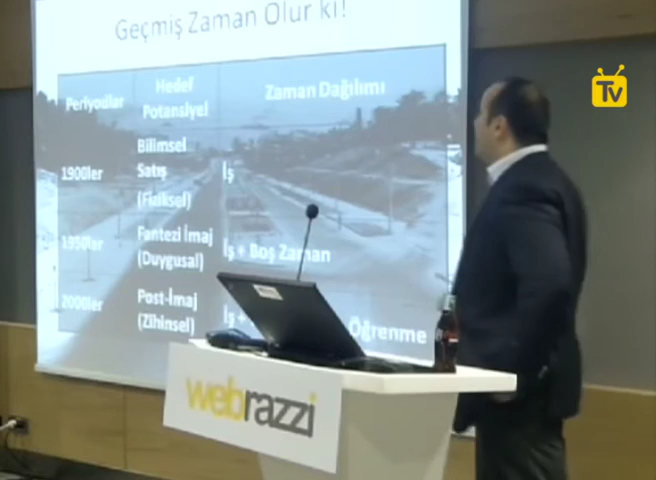 Geçmiş Zaman Olur ki!
Periyodlar
Hedef
Potansiyel
Zaman Dağılımı
1900ler
Bilimsel
Satış
(Fiziksel)
İş
1950ler
Fantezi İmaj
(Duygusal)
İş + Boş Zaman
2000ler
Post-İmaj
(Zihinsel)
İş +
Öğrenme
webrazzi
Tv